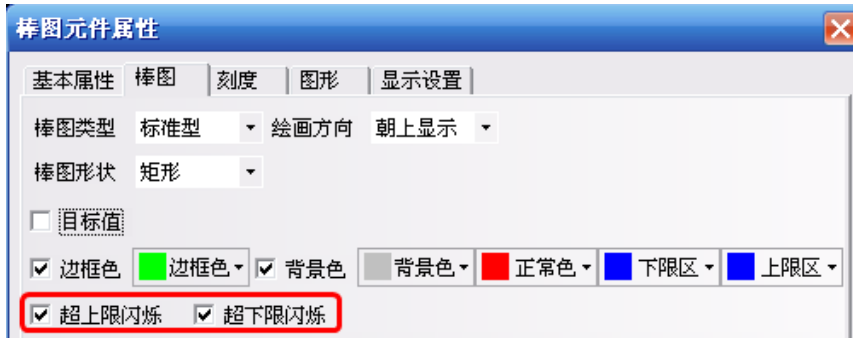 棒图元件属性
基本属性 棒图 刻度 图形 显示设置
棒图类型 标准型 绘画方向 朝上显示
棒图形状 矩形
目标值
边框色 边框色 背景色 背景色 正常色 下限区 上限区
超上限闪烁 超下限闪烁